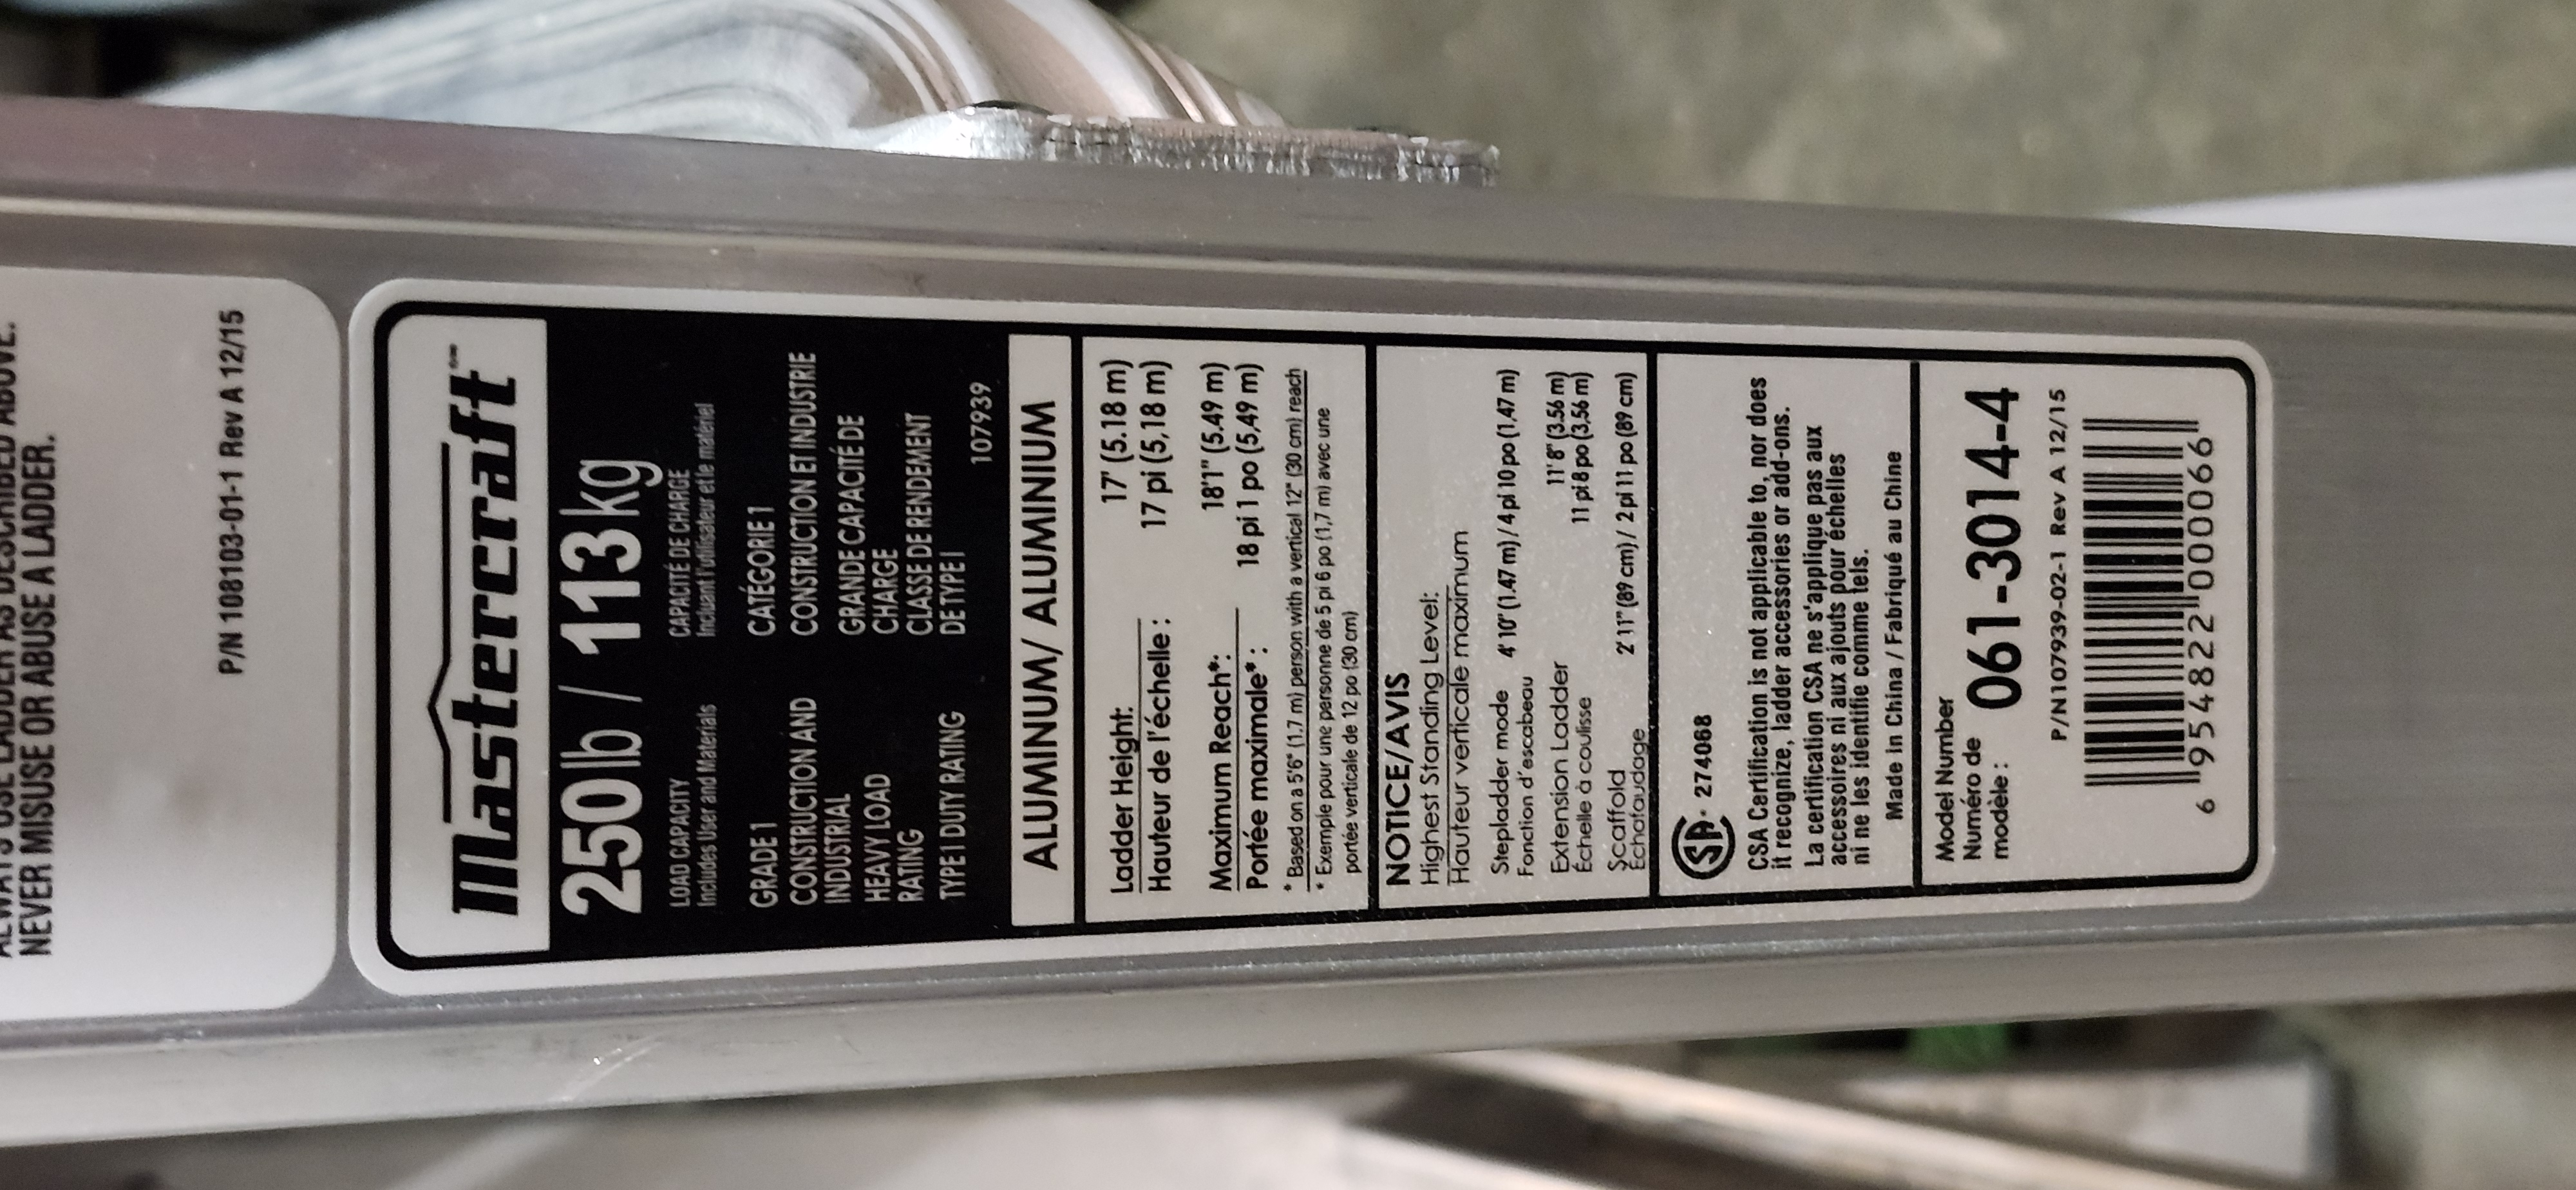 NEVER MISUSE OR ABUSE A LADDER.
P/N 108103-01-1 Rev A 12/15
Mastercraft™
250 lb / 113 kg
LOAD CAPACITY
Includes User and Materials
GRADE 1
CONSTRUCTION AND
INDUSTRIAL
HEAVY LOAD
RATING
TYPE I DUTY RATING
CAPACITÉ DE CHARGE
Incluant l'utilisateur et le matériel
CATÉGORIE 1
CONSTRUCTION ET INDUSTRIE
GRANDE CAPACITÉ DE
CHARGE
CLASSE DE RENDEMENT
DE TYPE I
107939
ALUMINUM/ ALUMINIUM
Ladder Height: 17' (5.18 m)
Hauteur de l'échelle : 17 pi (5,18 m)
Maximum Reach*: 18'1" (5.49 m)
Portée maximale* : 18 pi 1 po (5,49 m)
* Based on a 5'6" (1.7 m) person with a vertical 12" (30 cm) reach
* Exemple pour une personne de 5 pi 6 po (1,7 m) avec une
portée verticale de 12 po (30 cm)
NOTICE/AVIS
Highest Standing Level:
Hauteur verticale maximum
Stepladder mode 4' 10" (1.47 m) / 4 pi 10 po (1,47 m)
Fonction d'escabeau
Extension Ladder 11' 8" (3.56 m)
Échelle à coulisse 11 pi 8 po (3,56 m)
Scaffold 2' 11" (89 cm) / 2 pi 11 po (89 cm)
Échafaudage
CSA 274068
CSA Certification is not applicable to, nor does
it recognize, ladder accessories or add-ons.
La certification CSA ne s'applique pas aux
accessoires ni aux ajouts pour échelles
ni ne les identifie comme tels.
Made in China / Fabriqué au Chine
Model Number
Numéro de
modèle : 061-3014-4
P/N107939-02-1 Rev A 12/15
6 954822 000066